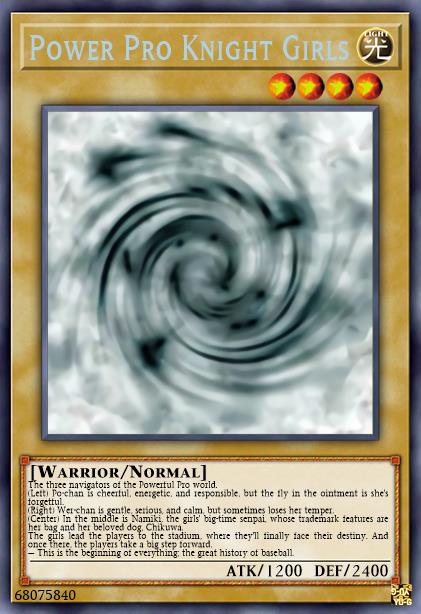 Power Pro Knight Girls
LIGHT
光
[Warrior/Normal]
The three navigators of the Powerful Pro world.
(Left) Po-chan is cheerful, energetic, and responsible, but the fly in the ointment is she's
forgetful.
(Right) Wer-chan is gentle, serious, and calm, but sometimes loses her temper.
(Center) In the middle is Namiki, the girls' big-time senpai, whose trademark features are
her bag and her beloved dog, Chikuwa.
The girls lead the players to the stadium, where they'll finally face their destiny. And
once there, the players take a big step forward.
— This is the beginning of everything; the great history of baseball.
ATK/1200 DEF/2400
68075840